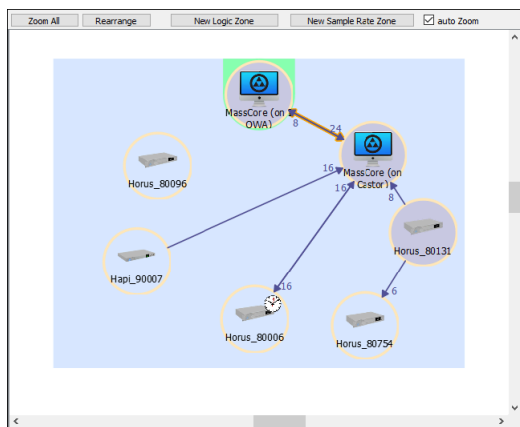 Zoom All
Rearrange
New Logic Zone
New Sample Rate Zone
auto Zoom
MassCore (on
OWA)
8
24
MassCore (on
Castor)
Horus_80096
16
16
8
Horus_80131
Hapi_90007
16
6
Horus_80006
Horus_80754